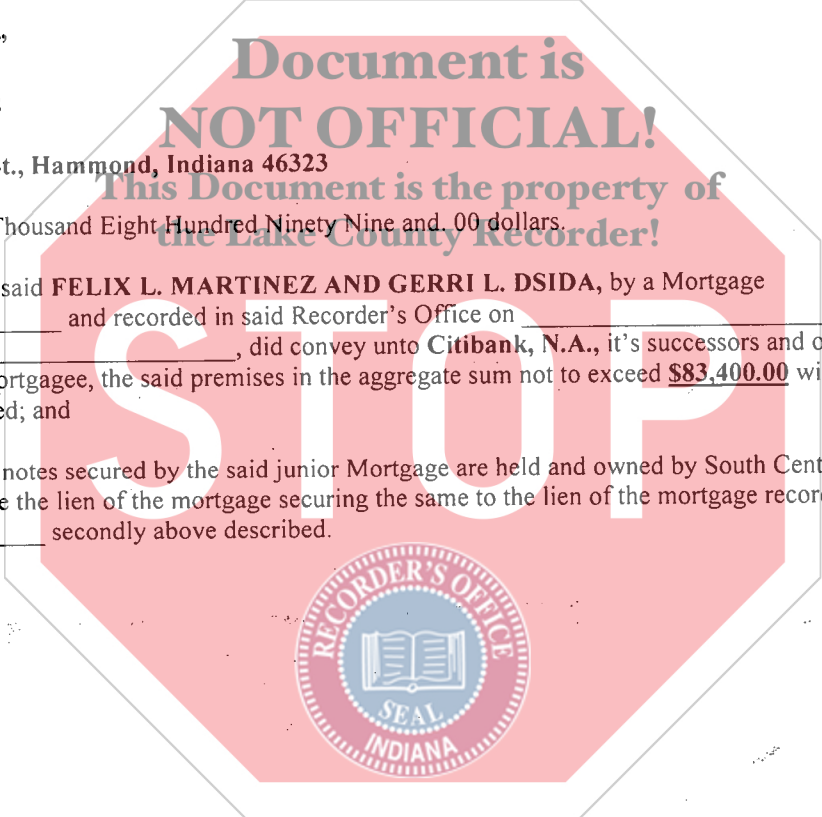 ,
Document is
NOT OFFICIAL!
t., Hammond, Indiana 46323
This Document is the property of
Thousand Eight Hundred Ninety Nine and. 00 dollars.
the Lake County Recorder!
said FELIX L. MARTINEZ AND GERRI L. DSIDA, by a Mortgage
_____ and recorded in said Recorder's Office on _____
_____, did convey unto Citibank, N.A., it's successors and o
ortgagee, the said premises in the aggregate sum not to exceed $83,400.00 wi
ed; and
STOP
notes secured by the said junior Mortgage are held and owned by South Cent
e the lien of the mortgage securing the same to the lien of the mortgage recor
_____ secondly above described.
RECORDER'S OFFICE
SEAL
INDIANA